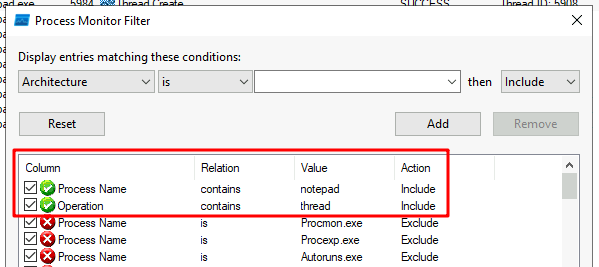 5984 Thread Create SUCCESS Thread ID: 5908
Process Monitor Filter
Display entries matching these conditions:
Architecture is then Include
Reset Add Remove
Column Relation Value Action
Process Name contains notepad Include
Operation contains thread Include
Process Name is Procmon.exe Exclude
Process Name is Procexp.exe Exclude
Process Name is Autoruns.exe Exclude